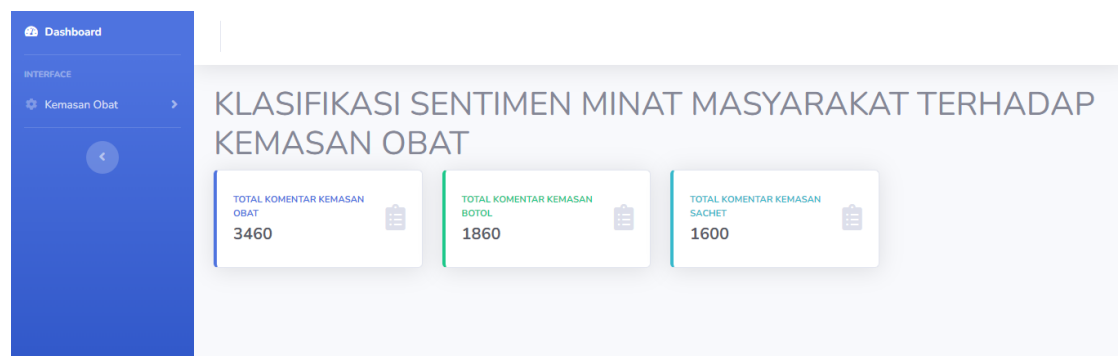 Dashboard
INTERFACE
Kemasan Obat
KLASIFIKASI SENTIMEN MINAT MASYARAKAT TERHADAP
KEMASAN OBAT
TOTAL KOMENTAR KEMASAN
OBAT
3460
TOTAL KOMENTAR KEMASAN
BOTOL
1860
TOTAL KOMENTAR KEMASAN
SACHET
1600